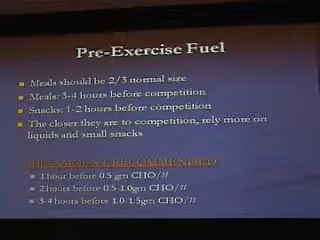 Pre-Exercise Fuel
Meals should be 2/3 normal size
Meals: 3-4 hours before competition
Snacks: 1-2 hours before competition
The closer they are to competition, rely more on
liquids and small snacks
1 hour before 0.5 gm CHO/#
2 hours before 0.5-1.0gm CHO/#
3-4 hours before 1.0-1.5gm CHO/#